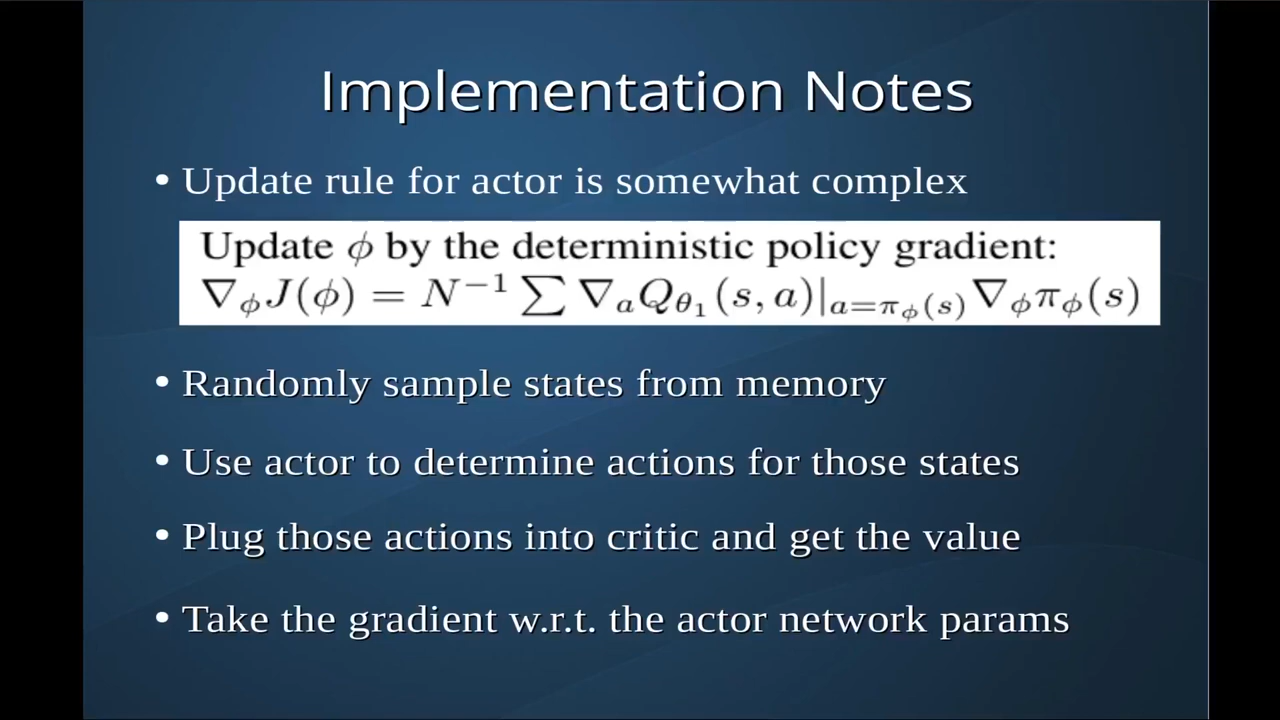 Implementation Notes
• Update rule for actor is somewhat complex
Update ϕ by the deterministic policy gradient:
∇ϕJ(ϕ) = N⁻¹ ∑ ∇ₐQθ₁(s, a)|a=πϕ(s)∇ϕπϕ(s)
• Randomly sample states from memory
• Use actor to determine actions for those states
• Plug those actions into critic and get the value
• Take the gradient w.r.t. the actor network params